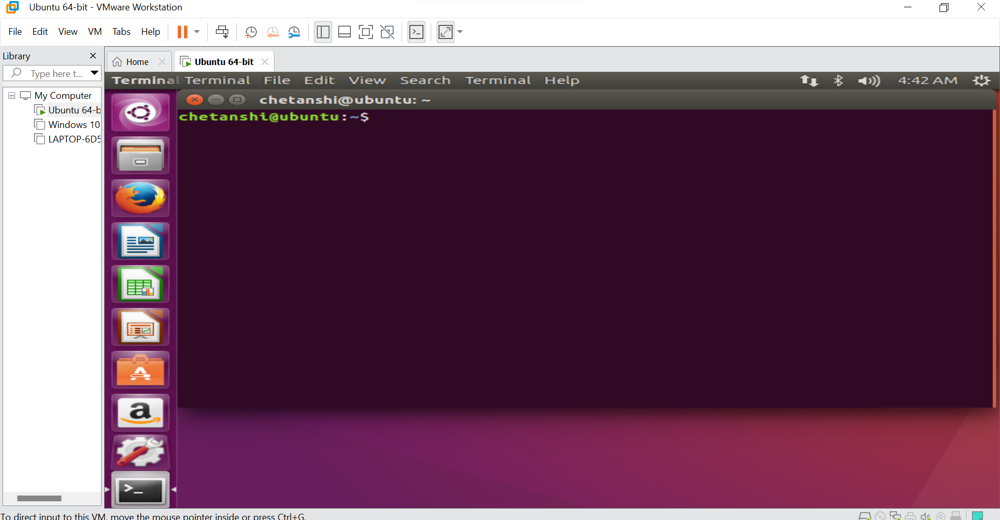 Ubuntu 64-bit - VMware Workstation
File Edit View VM Tabs Help
Library
Type here t...
My Computer
Ubuntu 64-b
Windows 10
LAPTOP-6D5
Home
Ubuntu 64-bit
Terminal Terminal File Edit View Search Terminal Help 4:42 AM
chetanshi@ubuntu: ~
chetanshi@ubuntu:~$
To direct input to this VM, move the mouse pointer inside or press Ctrl+G.